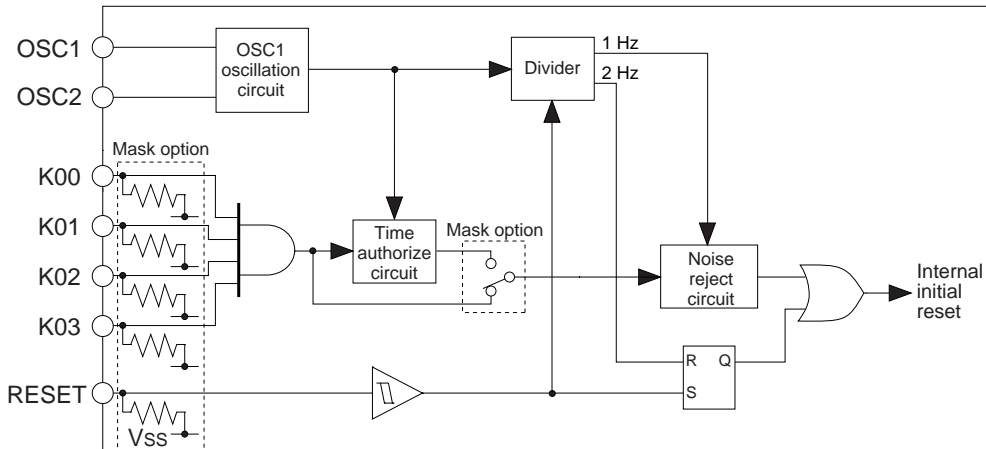 OSC1
OSC2
OSC1
oscillation
circuit
Divider
1 Hz
2 Hz
Mask option
K00
K01
K02
K03
RESET
Vss
Time
authorize
circuit
Mask option
Noise
reject
circuit
R
Q
S
Internal
initial
reset